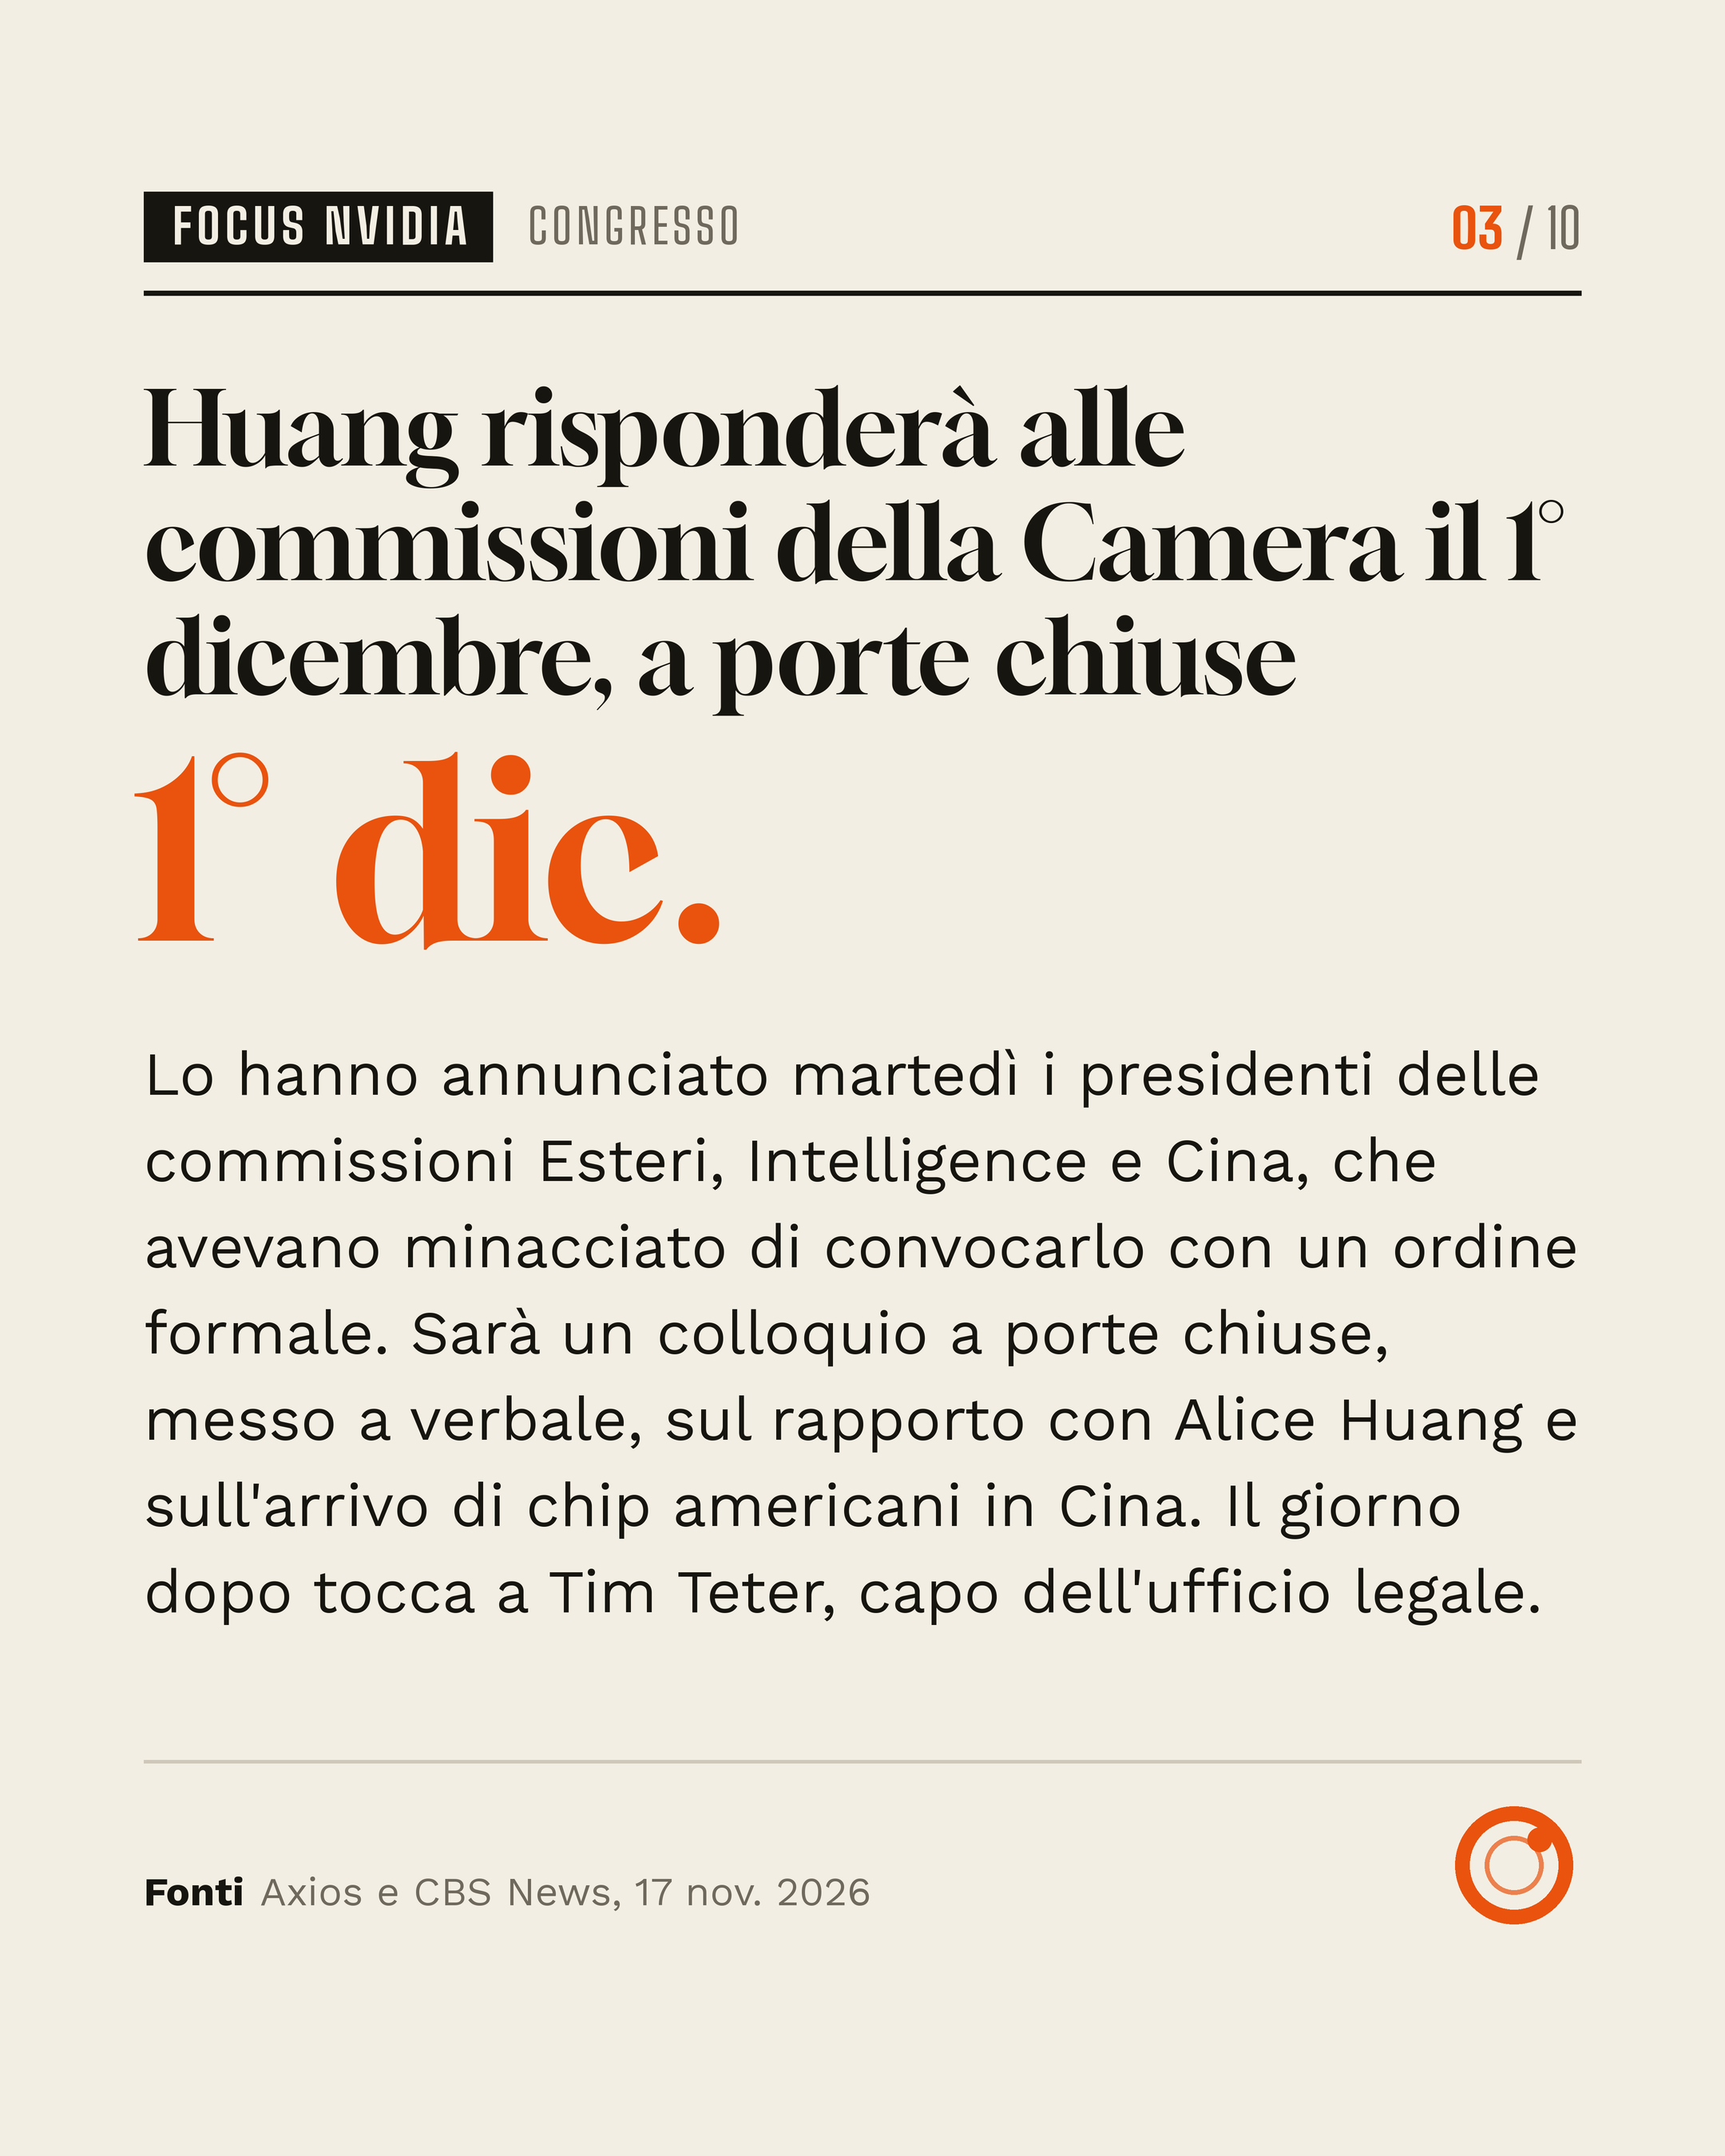 FOCUS NVIDIA CONGRESSO 03 / 10
Huang risponderà alle
commissioni della Camera il 1°
dicembre, a porte chiuse
1° dic.
Lo hanno annunciato martedì i presidenti delle
commissioni Esteri, Intelligence e Cina, che
avevano minacciato di convocarlo con un ordine
formale. Sarà un colloquio a porte chiuse,
messo a verbale, sul rapporto con Alice Huang e
sull'arrivo di chip americani in Cina. Il giorno
dopo tocca a Tim Teter, capo dell'ufficio legale.
Fonti Axios e CBS News, 17 nov. 2026